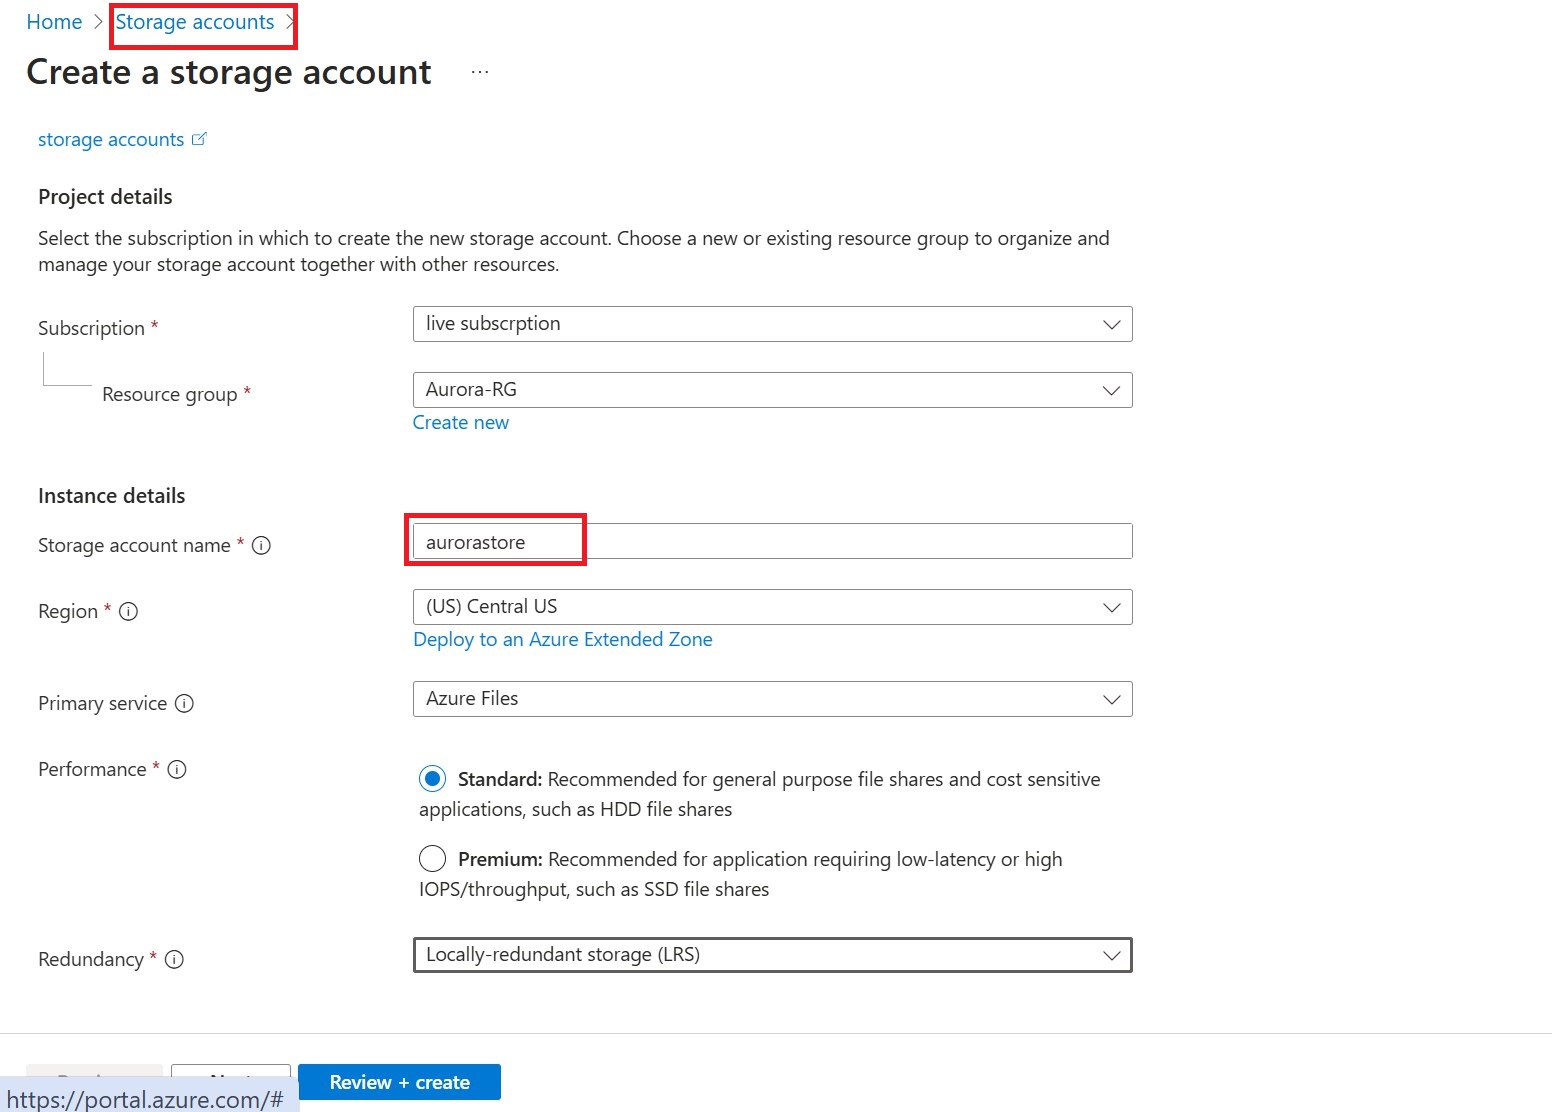 Home > Storage accounts >
Create a storage account ...
storage accounts
Project details
Select the subscription in which to create the new storage account. Choose a new or existing resource group to organize and
manage your storage account together with other resources.
Subscription *
live subscrption
Resource group *
Aurora-RG
Create new
Instance details
Storage account name *
aurorastore
Region *
(US) Central US
Deploy to an Azure Extended Zone
Primary service
Azure Files
Performance *
Standard: Recommended for general purpose file shares and cost sensitive
applications, such as HDD file shares
Premium: Recommended for application requiring low-latency or high
IOPS/throughput, such as SSD file shares
Redundancy *
Locally-redundant storage (LRS)
Review + create
https://portal.azure.com/#